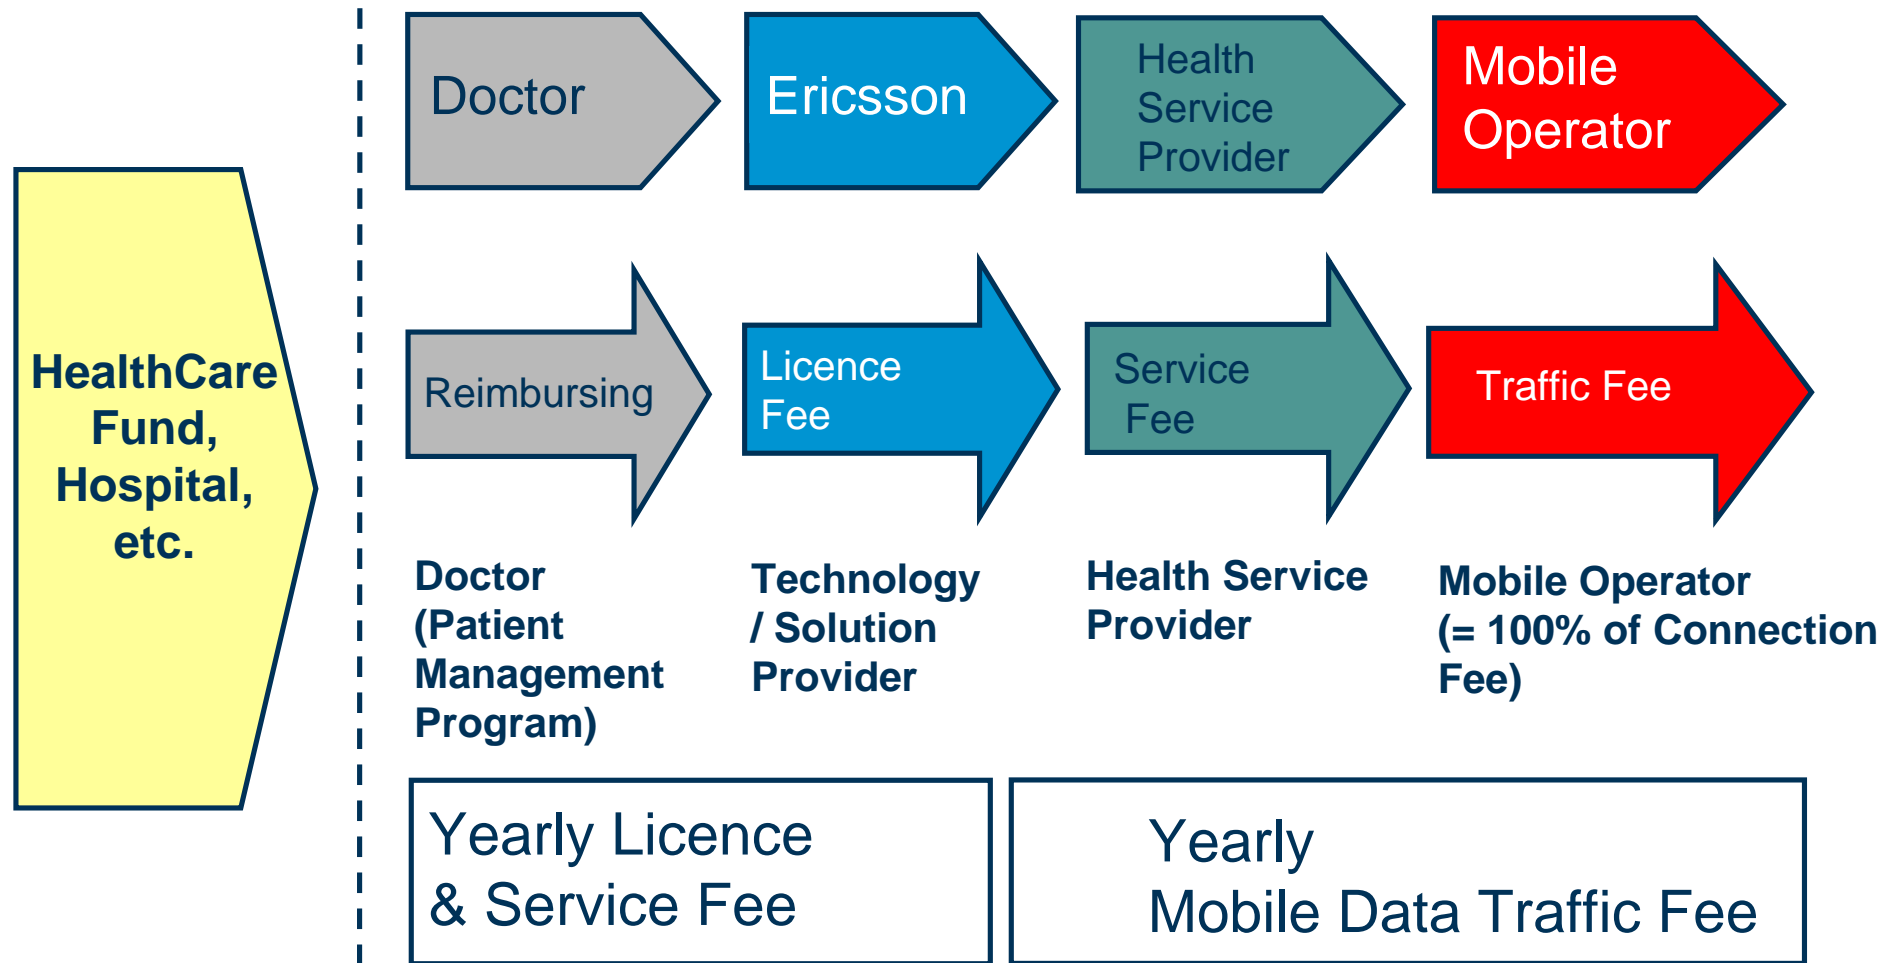 HealthCare
Fund,
Hospital,
etc.
Doctor
Ericsson
Health
Service
Provider
Mobile
Operator
Reimbursing
Licence
Fee
Service
Fee
Traffic Fee
Doctor
(Patient
Management
Program)
Technology
/ Solution
Provider
Health Service
Provider
Mobile Operator
(= 100% of Connection
Fee)
Yearly Licence
& Service Fee
Yearly
Mobile Data Traffic Fee